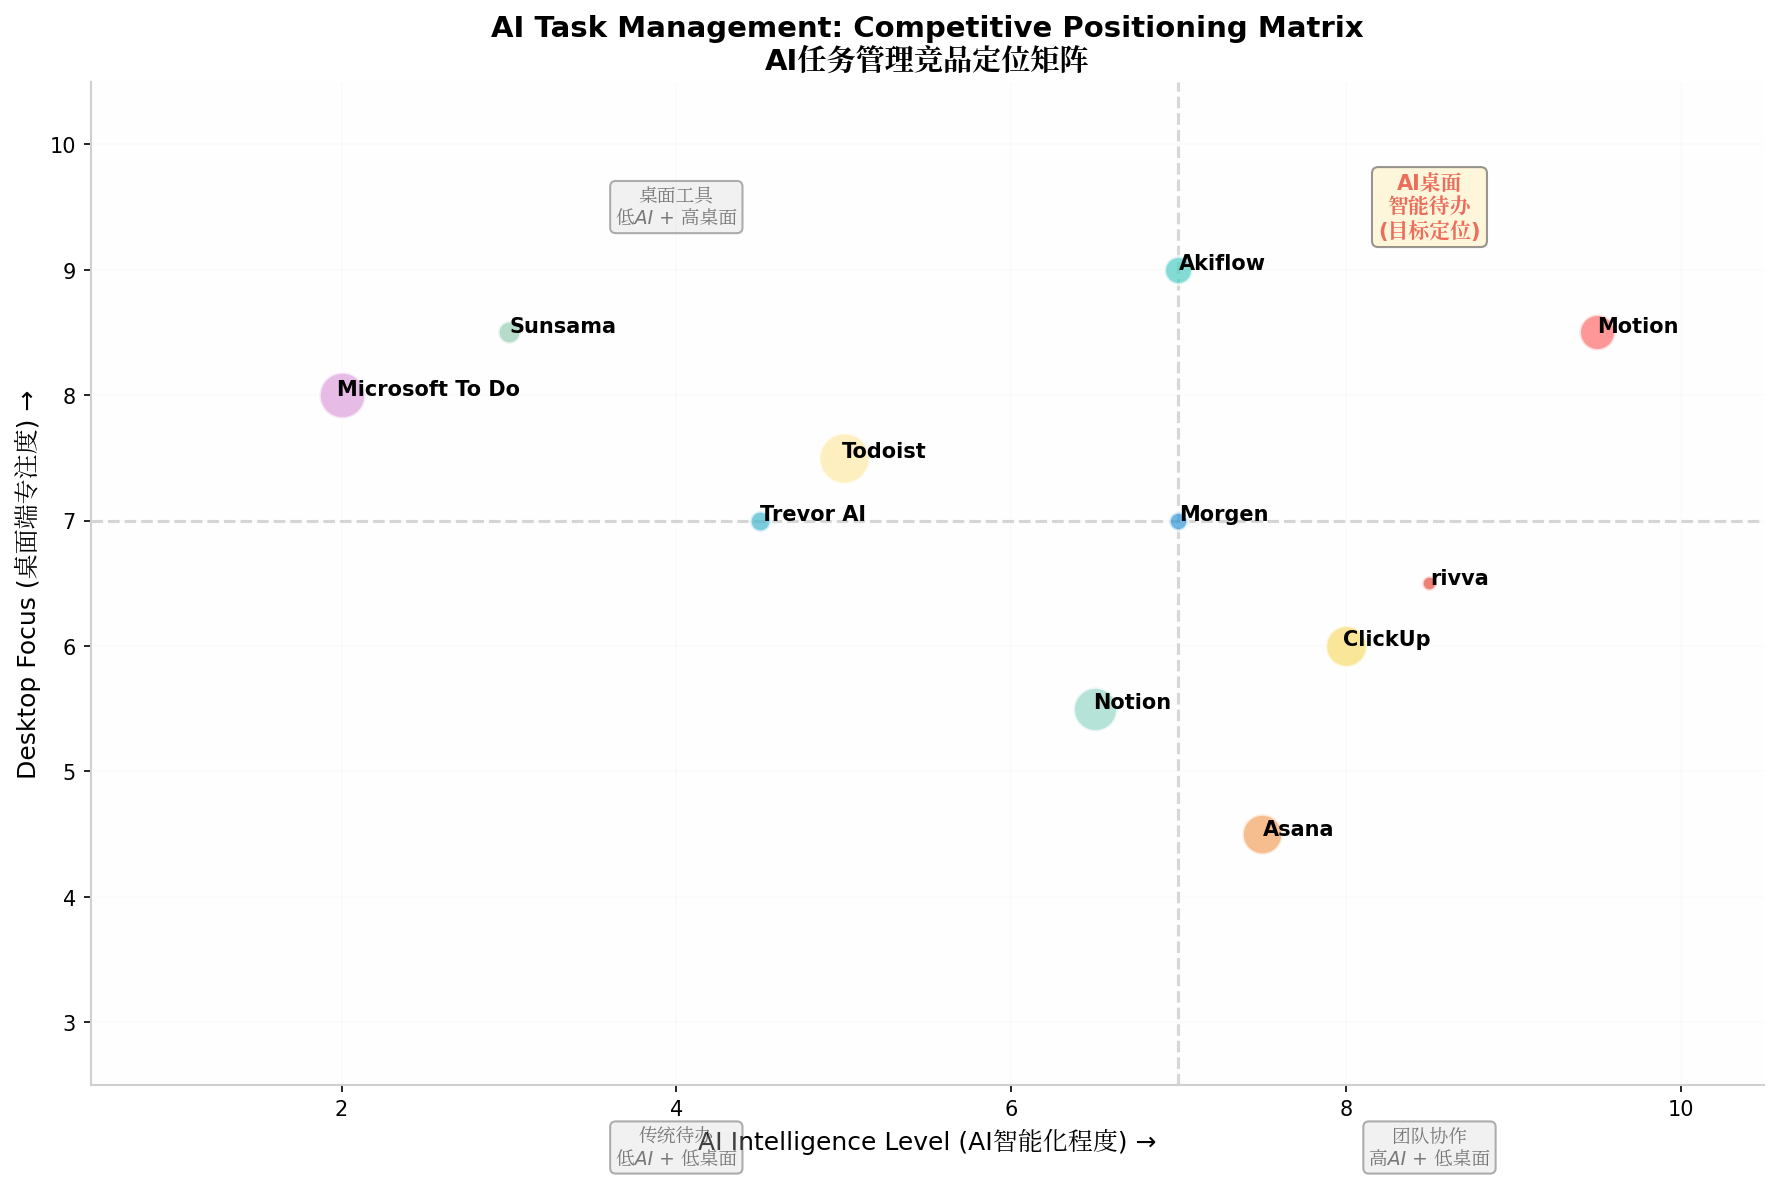 AI Task Management: Competitive Positioning Matrix
AI任务管理竞品定位矩阵
10
9
8
7
6
5
4
3
Desktop Focus (桌面端专注度) →
桌面工具
低AI + 高桌面
AI桌面
智能待办
(目标定位)
Akiflow
Sunsama
Motion
Microsoft To Do
Todoist
Trevor AI
Morgen
rivva
ClickUp
Notion
Asana
2
4
6
8
10
传统待办
低AI + 低桌面
AI Intelligence Level (AI智能化程度) →
团队协作
高AI + 低桌面